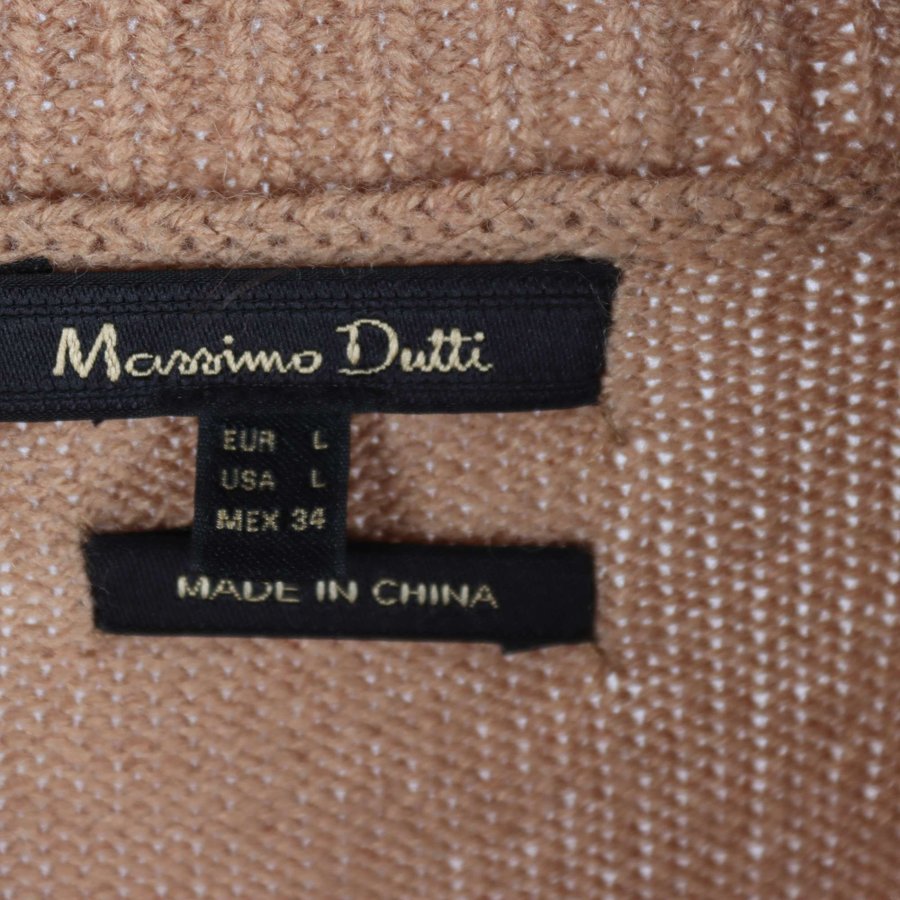 Massimo Dutti
EUR L
USA L
MEX 34
MADE IN CHINA